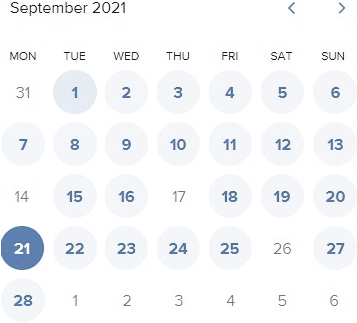 September 2021
MON TUE WED THU FRI SAT SUN
31 1 2 3 4 5 6
7 8 9 10 11 12 13
14 15 16 17 18 19 20
21 22 23 24 25 26 27
28 1 2 3 4 5 6